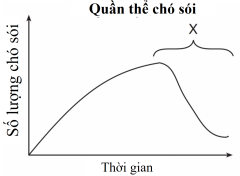 Quần thể chó sói
X
Số lượng chó sói
Thời gian